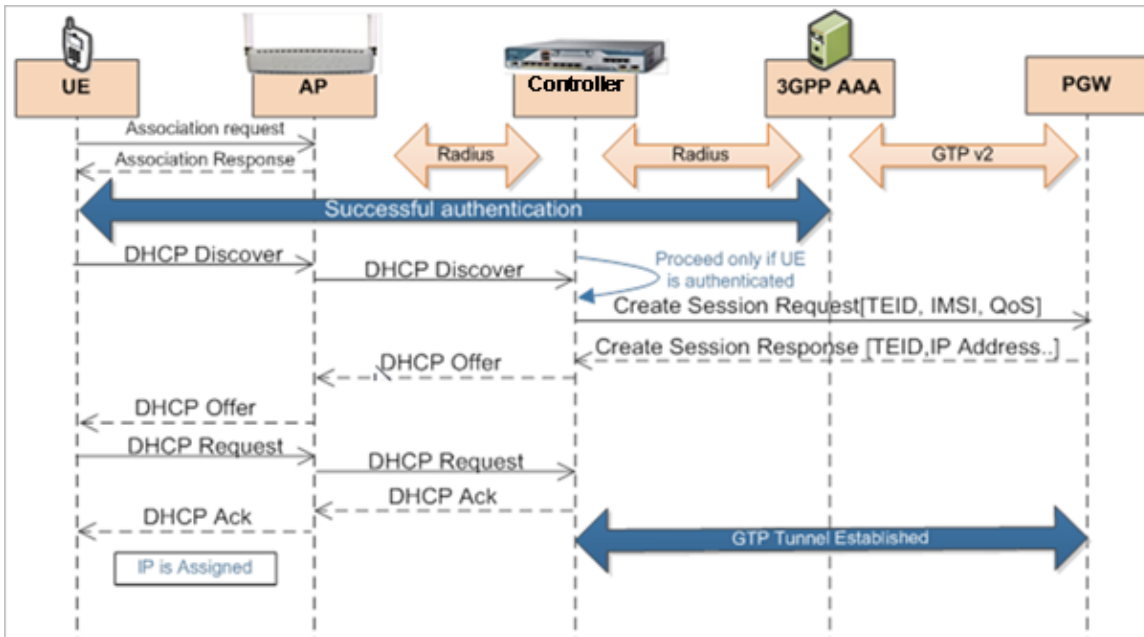 UE
AP
Controller
3GPP AAA
PGW
Association request
Association Response
Radius
Radius
GTP v2
Successful authentication
DHCP Discover
DHCP Discover
Proceed only if UE
is authenticated
Create Session Request[TEID, IMSI, QoS]
Create Session Response [TEID,IP Address..]
DHCP Offer
DHCP Offer
DHCP Request
DHCP Request
DHCP Ack
DHCP Ack
GTP Tunnel Established
IP is Assigned